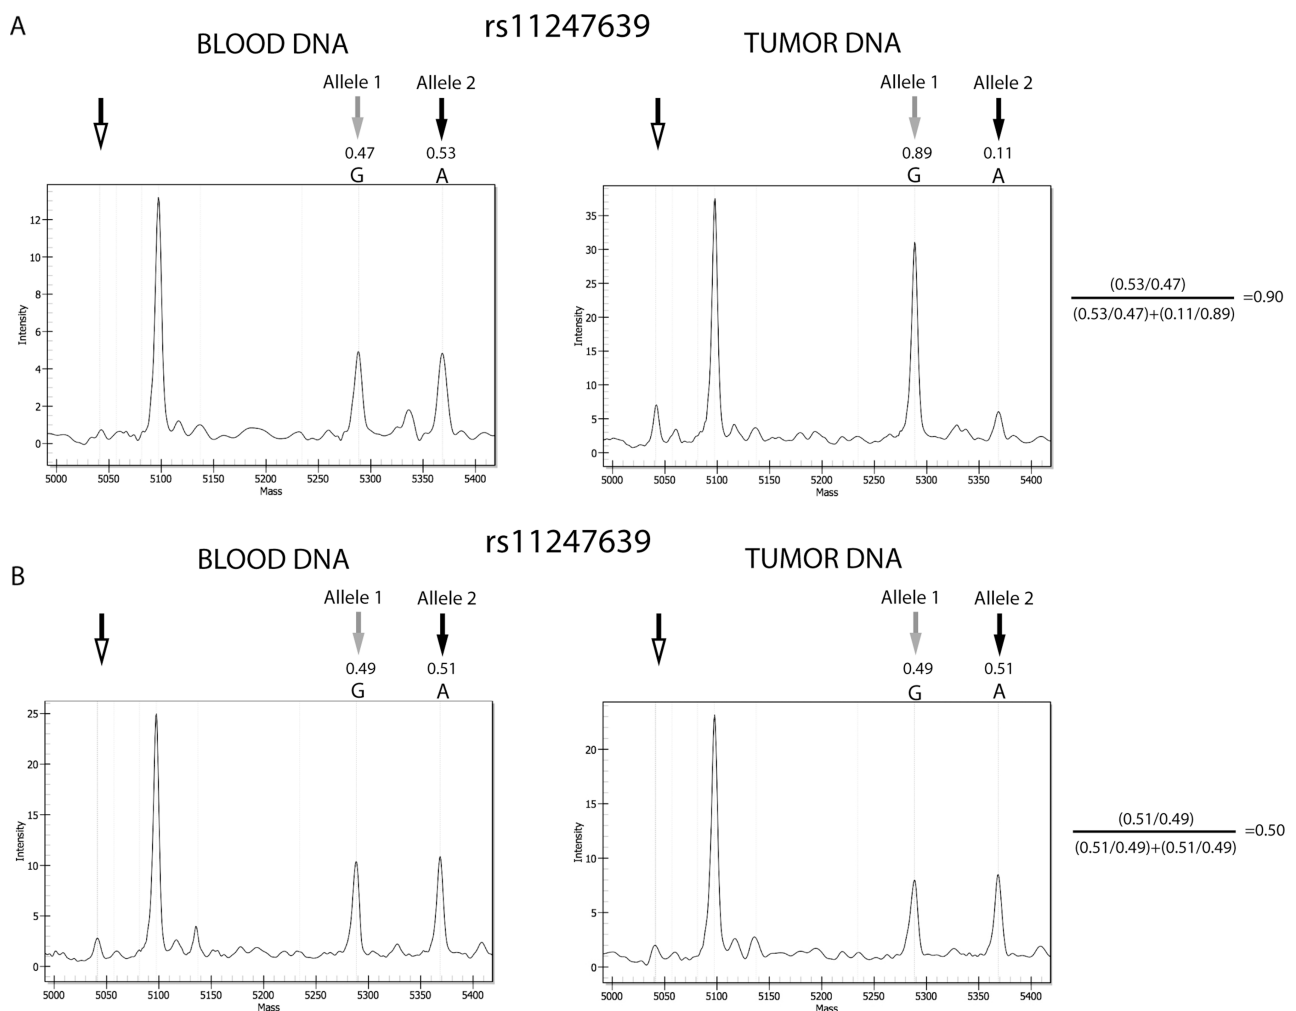 A
rs11247639
BLOOD DNA
TUMOR DNA
Allele 1
Allele 2
Allele 1
Allele 2
0.47
0.53
0.89
0.11
G
A
G
A
12
10
8
6
4
2
0
Intensity
5000
5050
5100
5150
5200
5250
5300
5350
5400
Mass
35
30
25
20
15
10
5
0
Intensity
5000
5050
5100
5150
5200
5250
5300
5350
5400
Mass
(0.53/0.47)
(0.53/0.47)+(0.11/0.89)
=0.90
B
rs11247639
BLOOD DNA
TUMOR DNA
Allele 1
Allele 2
Allele 1
Allele 2
0.49
0.51
0.49
0.51
G
A
G
A
25
20
15
10
5
0
Intensity
5000
5050
5100
5150
5200
5250
5300
5350
5400
Mass
20
15
10
5
0
Intensity
5000
5050
5100
5150
5200
5250
5300
5350
5400
Mass
(0.51/0.49)
(0.51/0.49)+(0.51/0.49)
=0.50